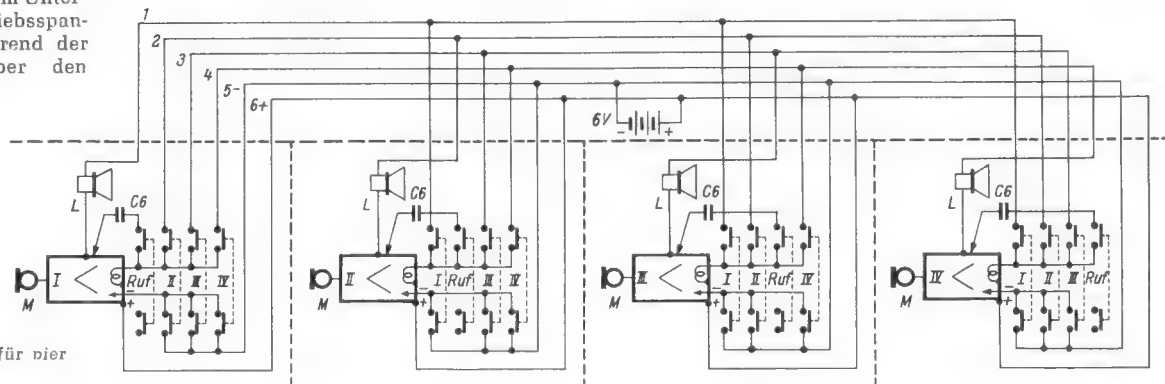 m Unter-
iebsspan-
rend der
ber den
1
2
3
4
5-
6+
6V
- +
L
C6
I
M
Ruf
II
III
IV
-
+
L
C6
II
M
I
Ruf
III
IV
-
+
L
C6
III
M
I
II
Ruf
IV
-
+
L
C6
IV
M
I
II
III
Ruf
-
+
für vier